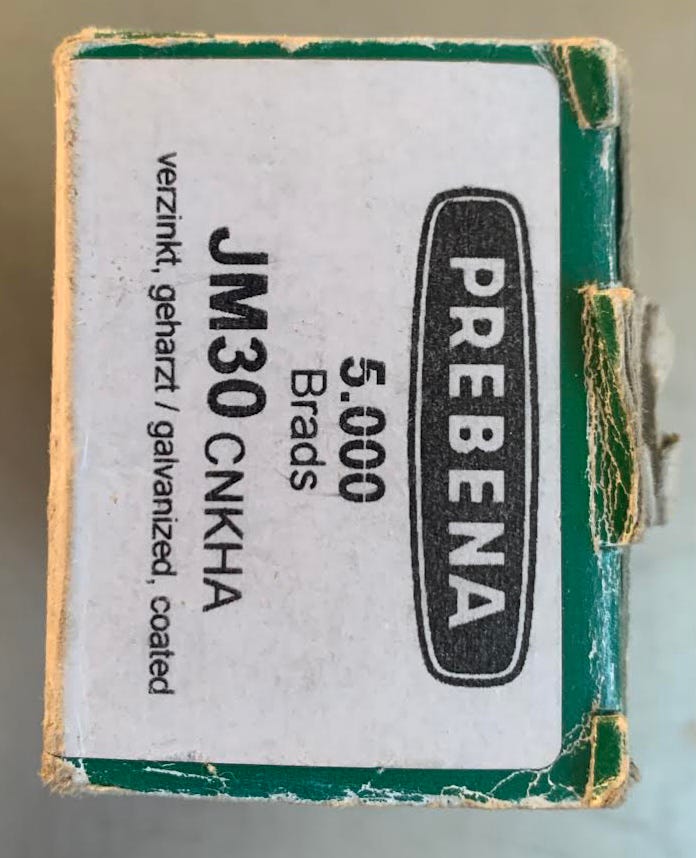 PREBENA
5.000
Brads
JM30 CNKHA
verzinkt, geharzt / galvanized, coated